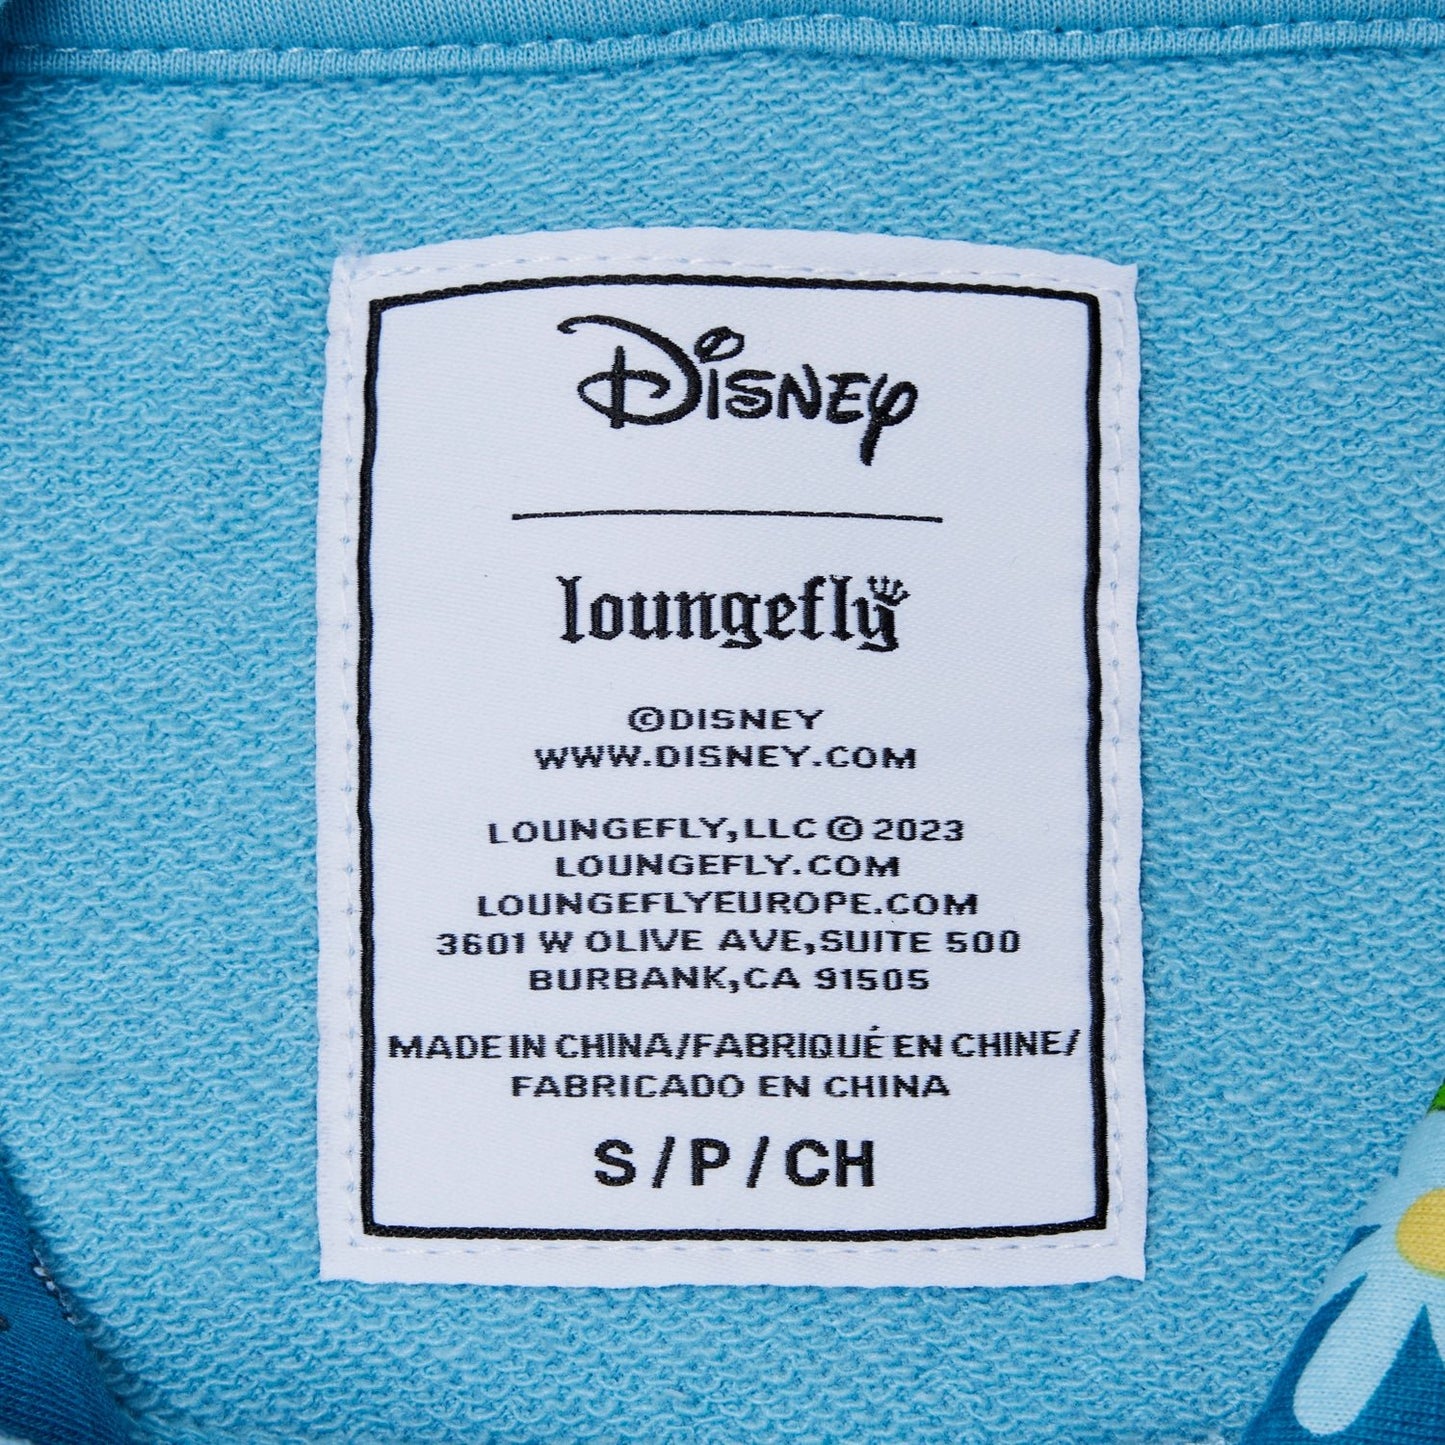 Disney
loungefly
©DISNEY
WWW.DISNEY.COM
LOUNGEFLY,LLC © 2023
LOUNGEFLY.COM
LOUNGEFLYEUROPE.COM
3601 W OLIVE AVE,SUITE 500
BURBANK,CA 91505
MADE IN CHINA/FABRIQUÉ EN CHINE/
FABRICADO EN CHINA
S / P / CH